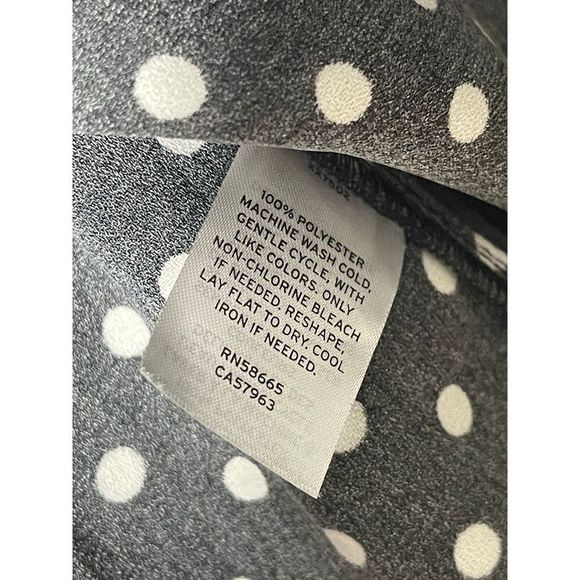 100% POLYESTER
MACHINE WASH COLD,
GENTLE CYCLE, WITH
LIKE COLORS. ONLY
NON-CHLORINE BLEACH
IF NEEDED. RESHAPE,
LAY FLAT TO DRY. COOL
IRON IF NEEDED.
RN58665
CA57963